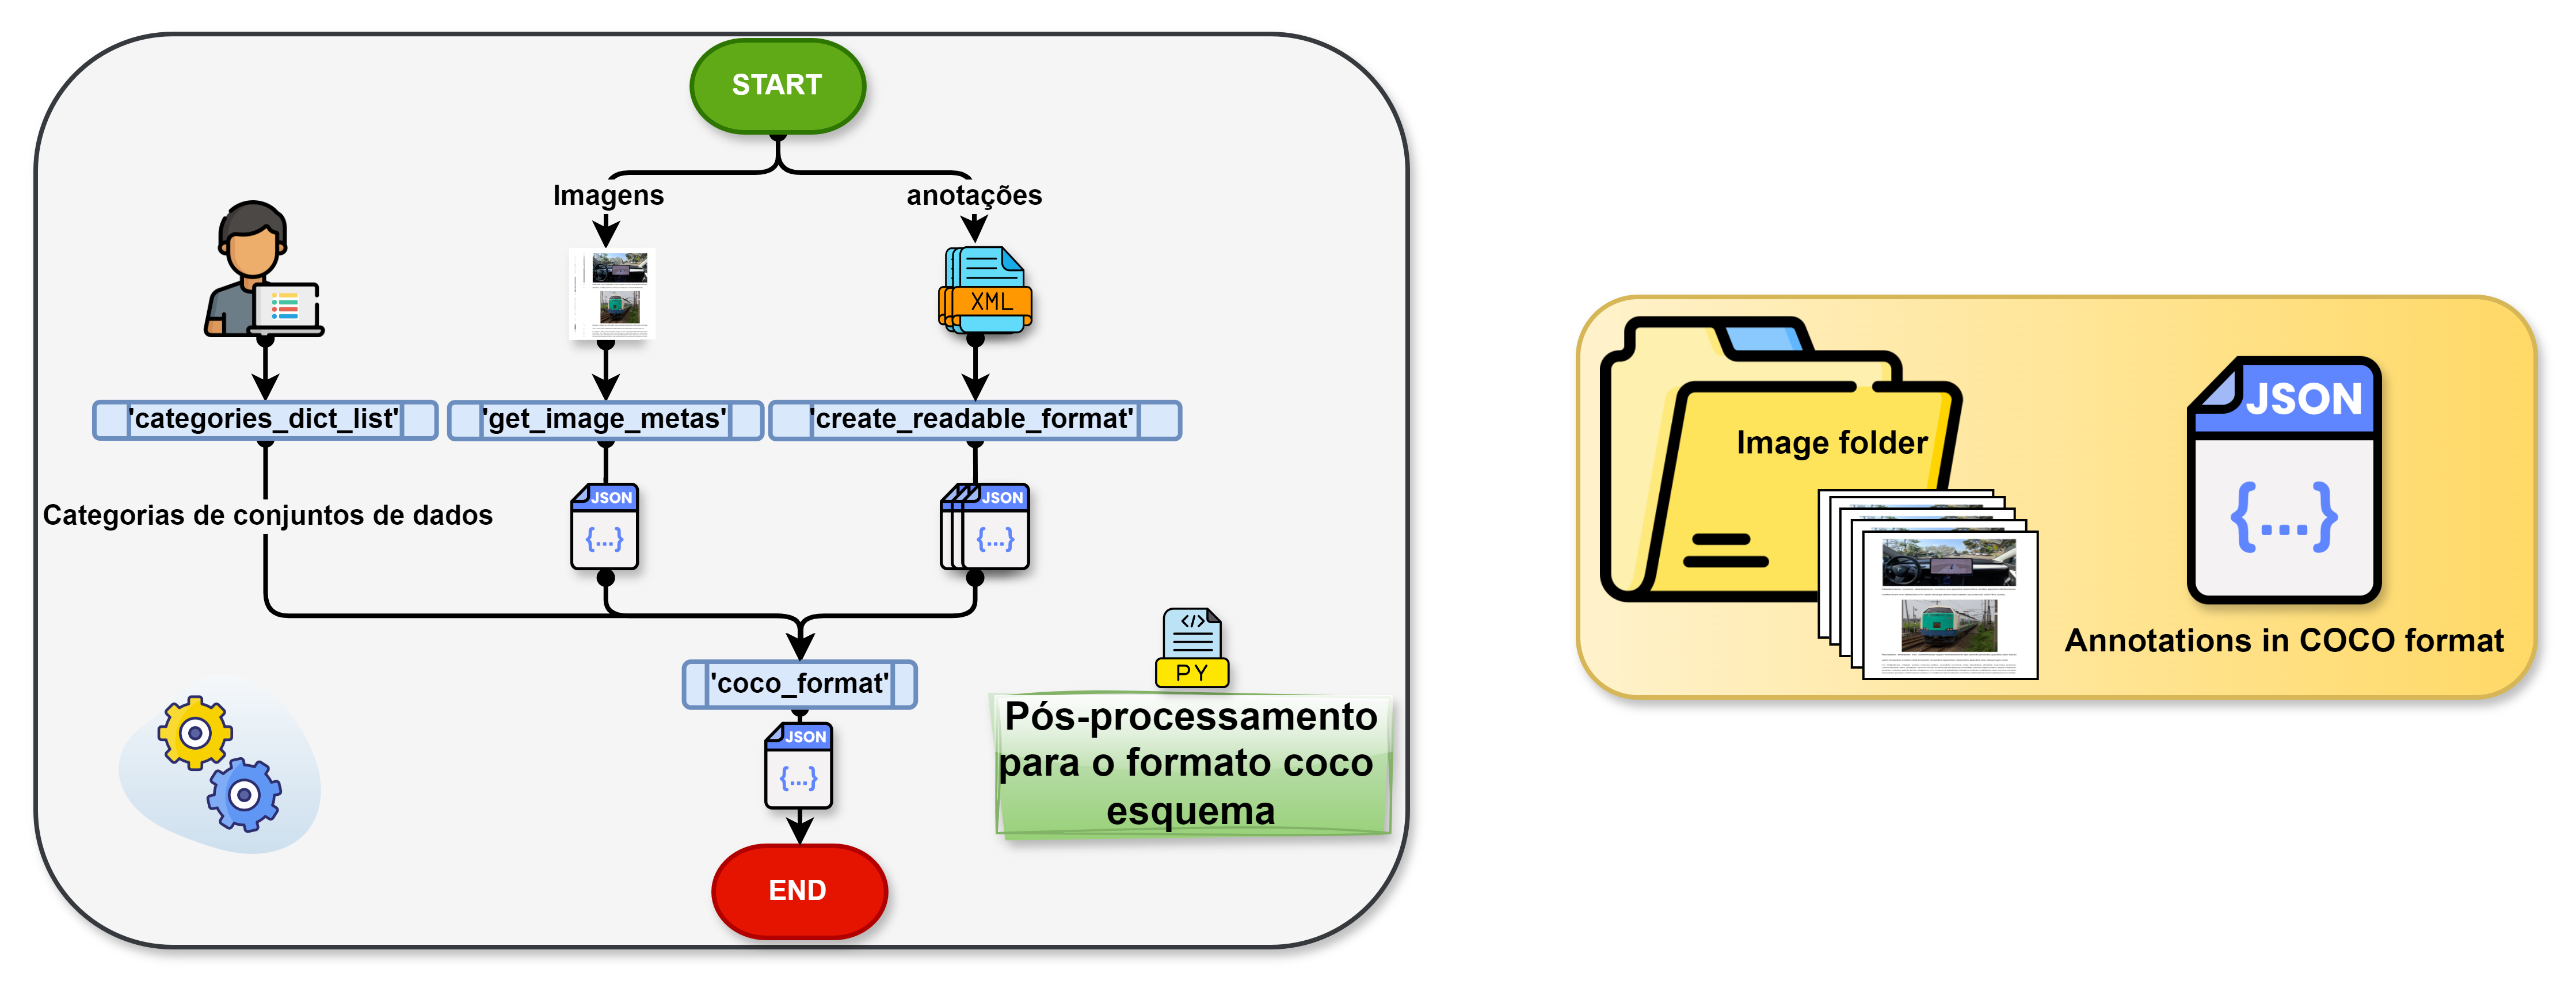 START
Imagens
anotações
XML
'categories_dict_list'
'get_image_metas'
'create_readable_format'
Categorias de conjuntos de dados
JSON
{...}
JSON
{...}
'coco_format'
JSON
{...}
END
</>
PY
Pós-processamento
para o formato coco
esquema
Image folder
JSON
{...}
Annotations in COCO format